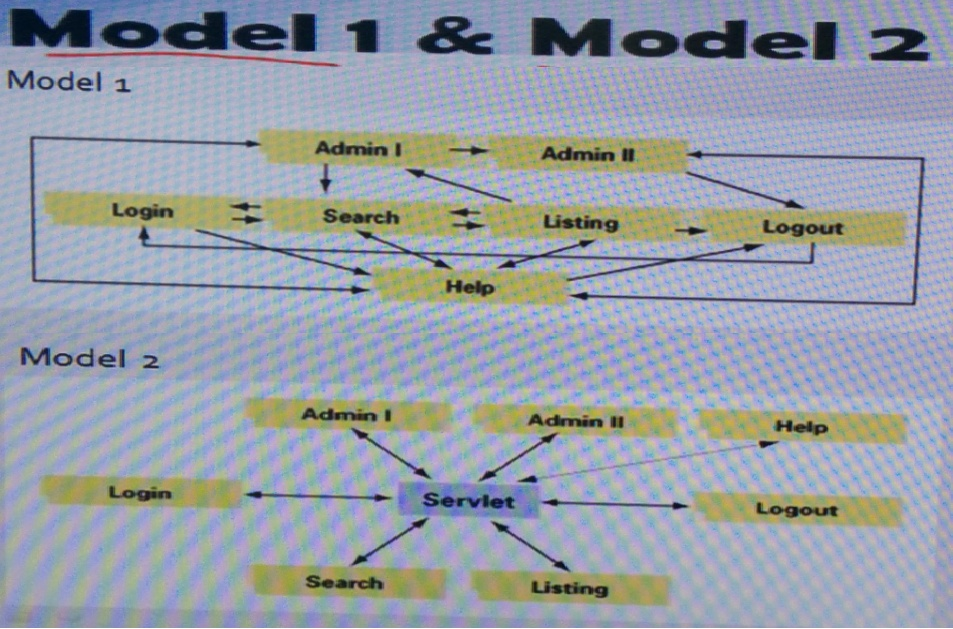 Model 1 & Model 2
Model 1
Admin I
Admin II
Login
Search
Listing
Logout
Help
Model 2
Admin I
Admin II
Help
Login
Servlet
Logout
Search
Listing